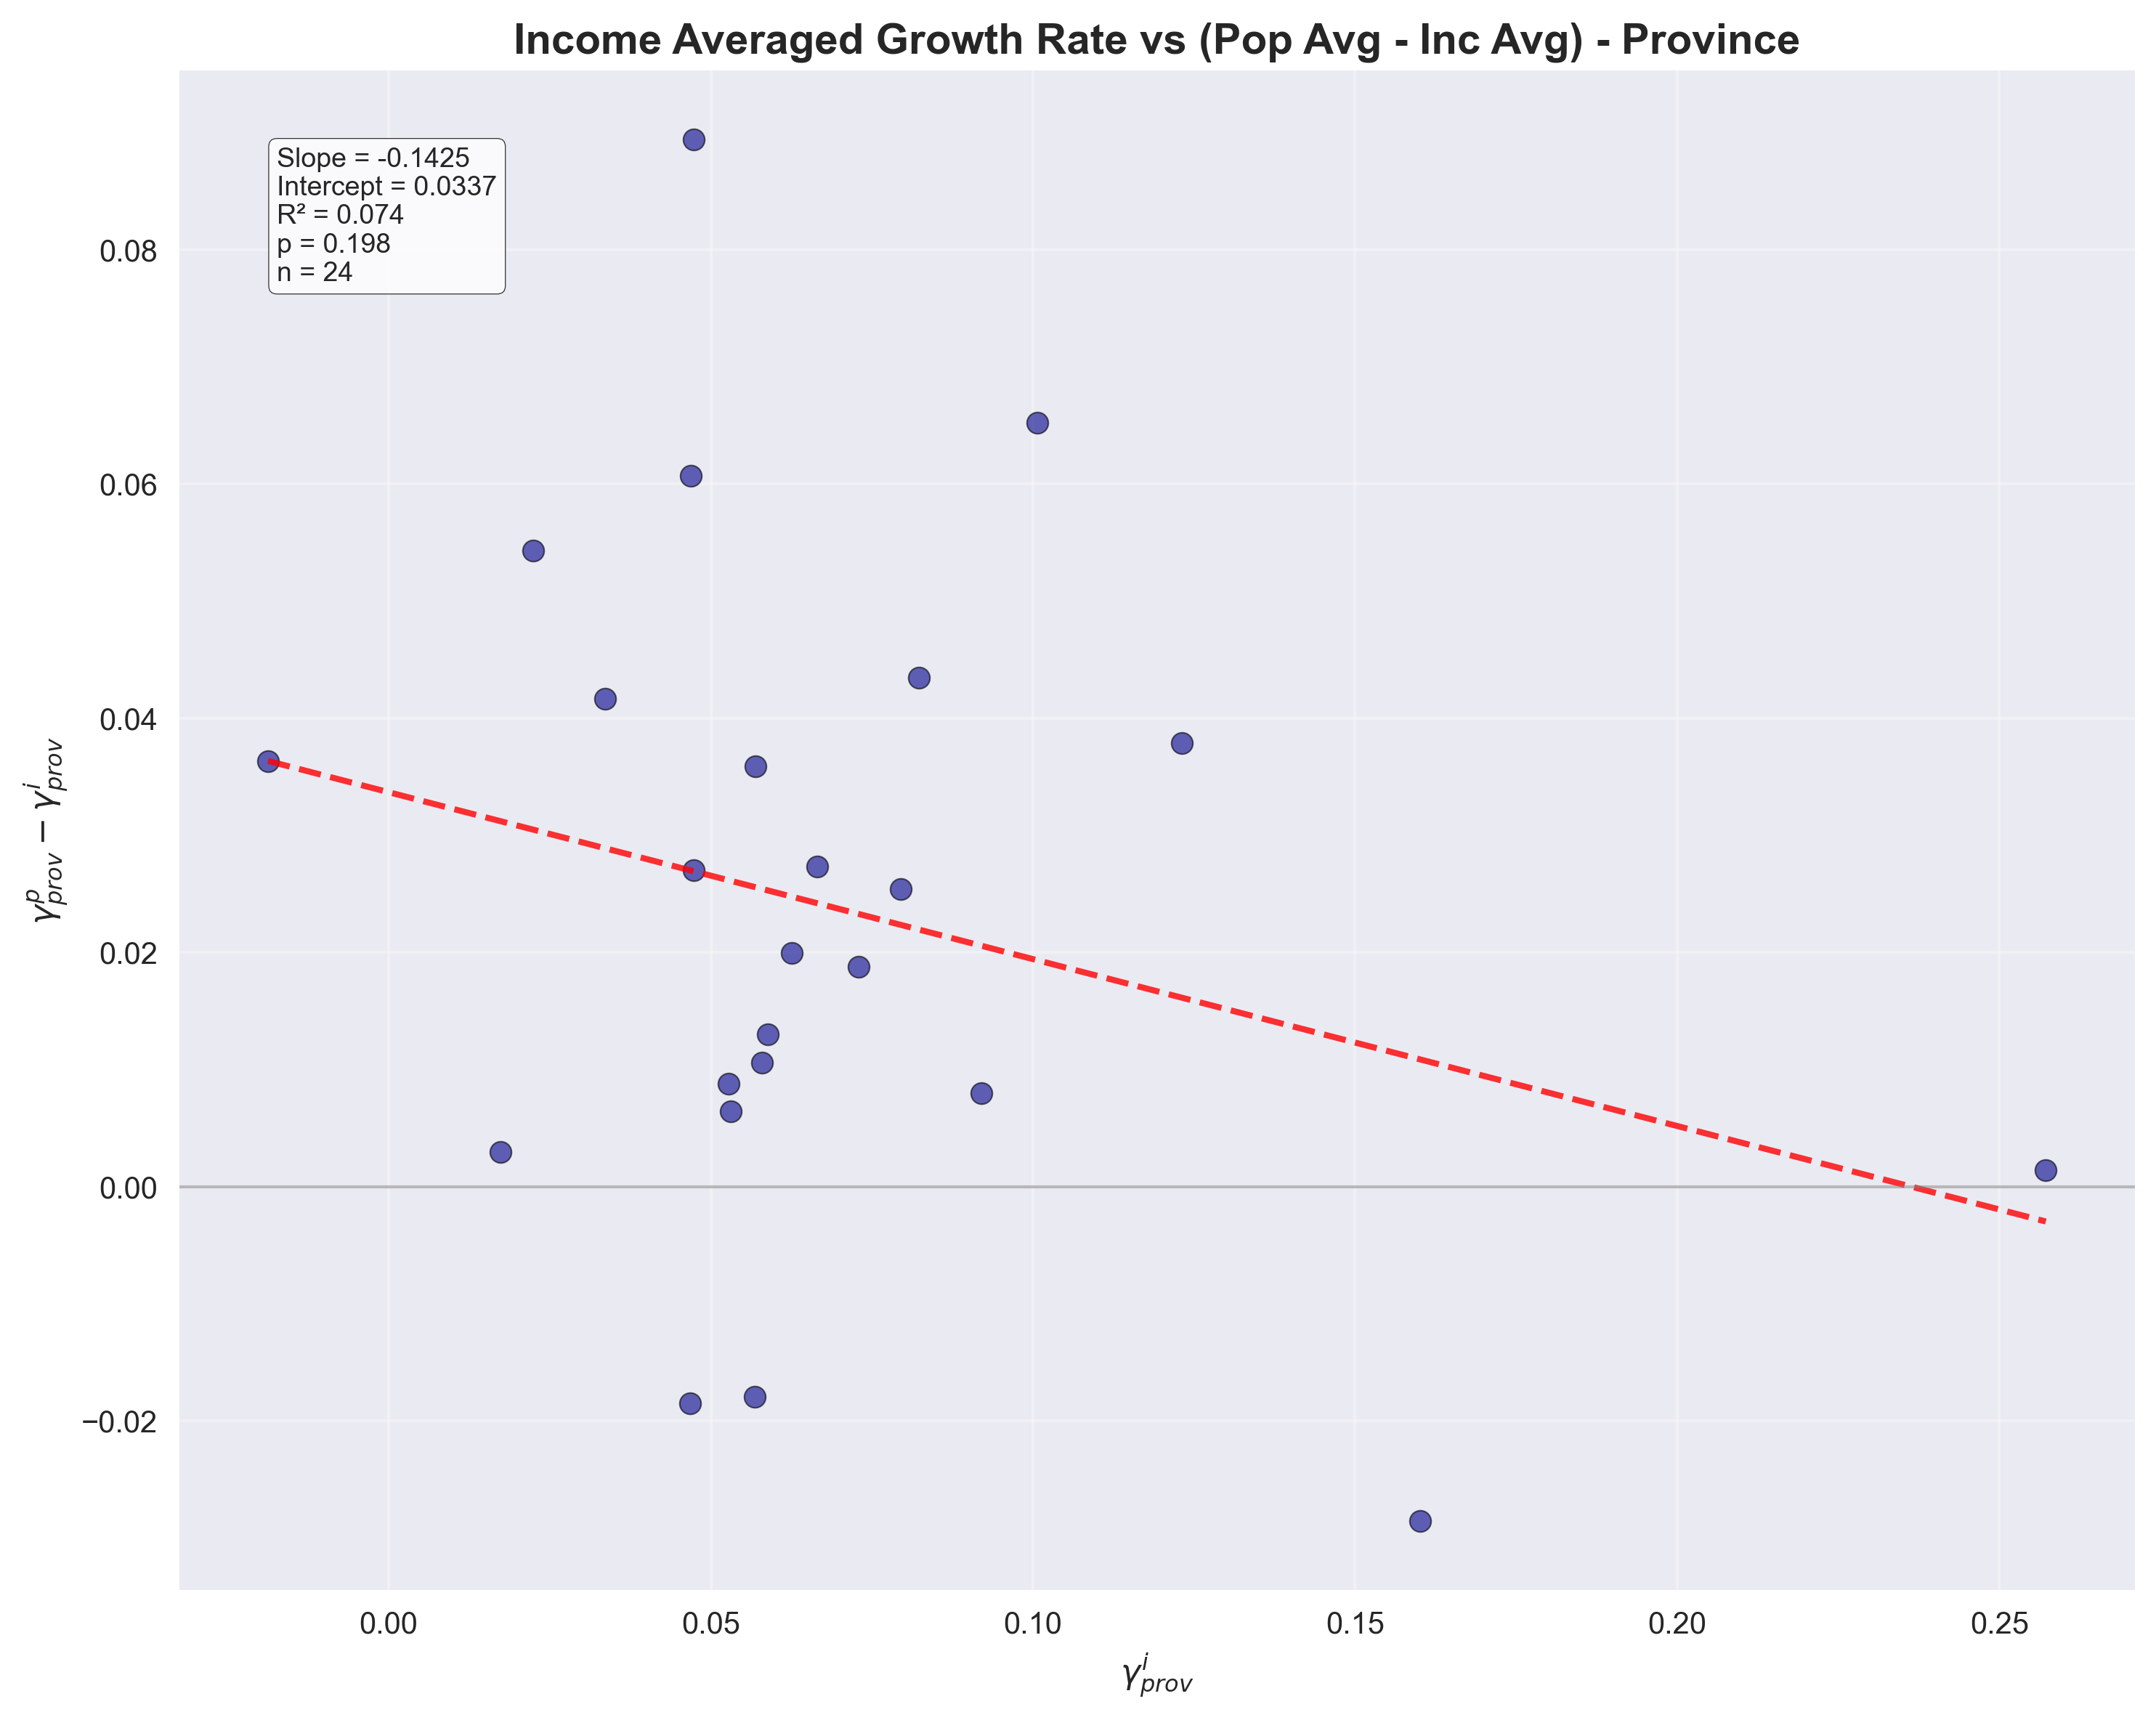 Income Averaged Growth Rate vs (Pop Avg - Inc Avg) - Province
Slope = -0.1425
Intercept = 0.0337
R² = 0.074
p = 0.198
n = 24
0.08
0.06
0.04
0.02
0.00
−0.02
γ^p_prov − γ^i_prov
0.00 0.05 0.10 0.15 0.20 0.25
γ^i_prov